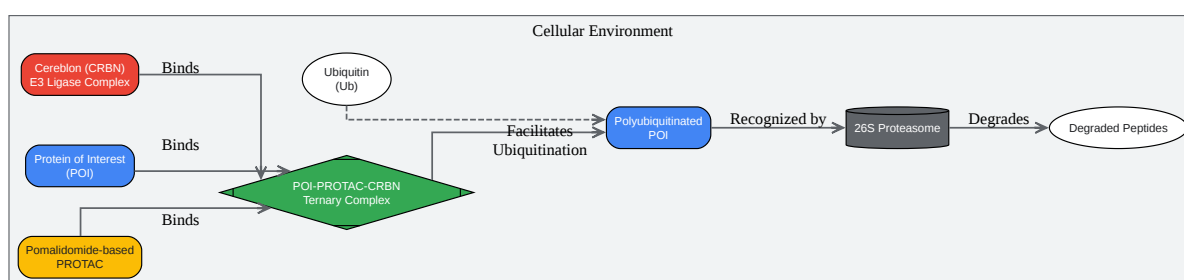 Cellular Environment
Cereblon (CRBN)
E3 Ligase Complex
Binds
Ubiquitin
(Ub)
Protein of Interest
(POI)
Binds
Pomalidomide-based
PROTAC
Binds
POI-PROTAC-CRBN
Ternary Complex
Facilitates
Ubiquitination
Polyubiquitinated
POI
Recognized by
26S Proteasome
Degrades
Degraded Peptides